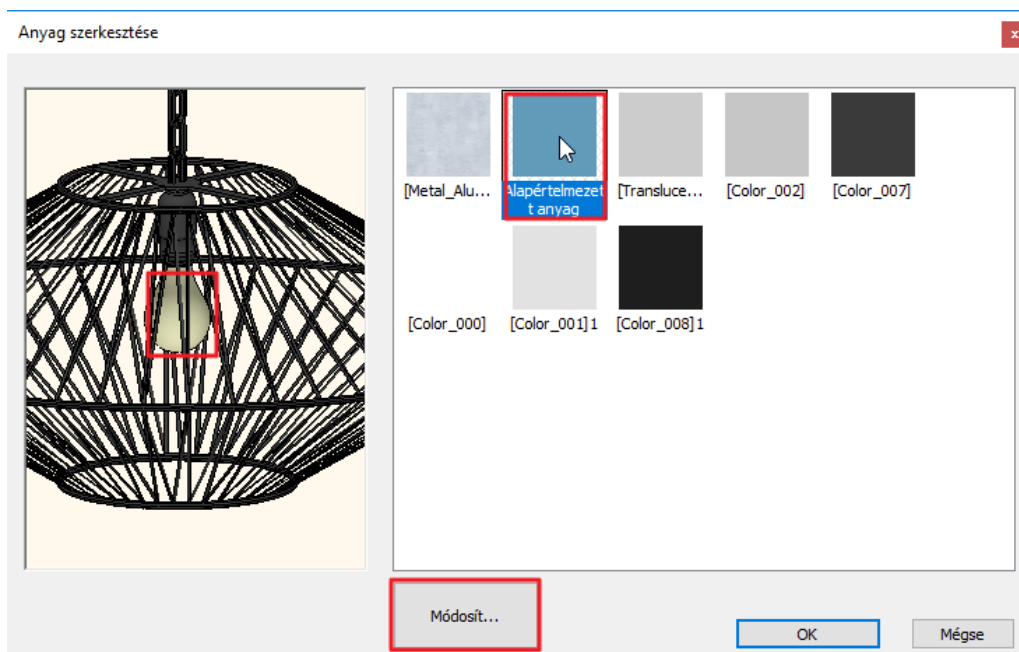 Anyag szerkesztése
x
[Metal_Alu...
Alapértelmezet
t anyag
[Transluce...
[Color_002]
[Color_007]
[Color_000]
[Color_001]1
[Color_008]1
Módosít...
OK
Mégse